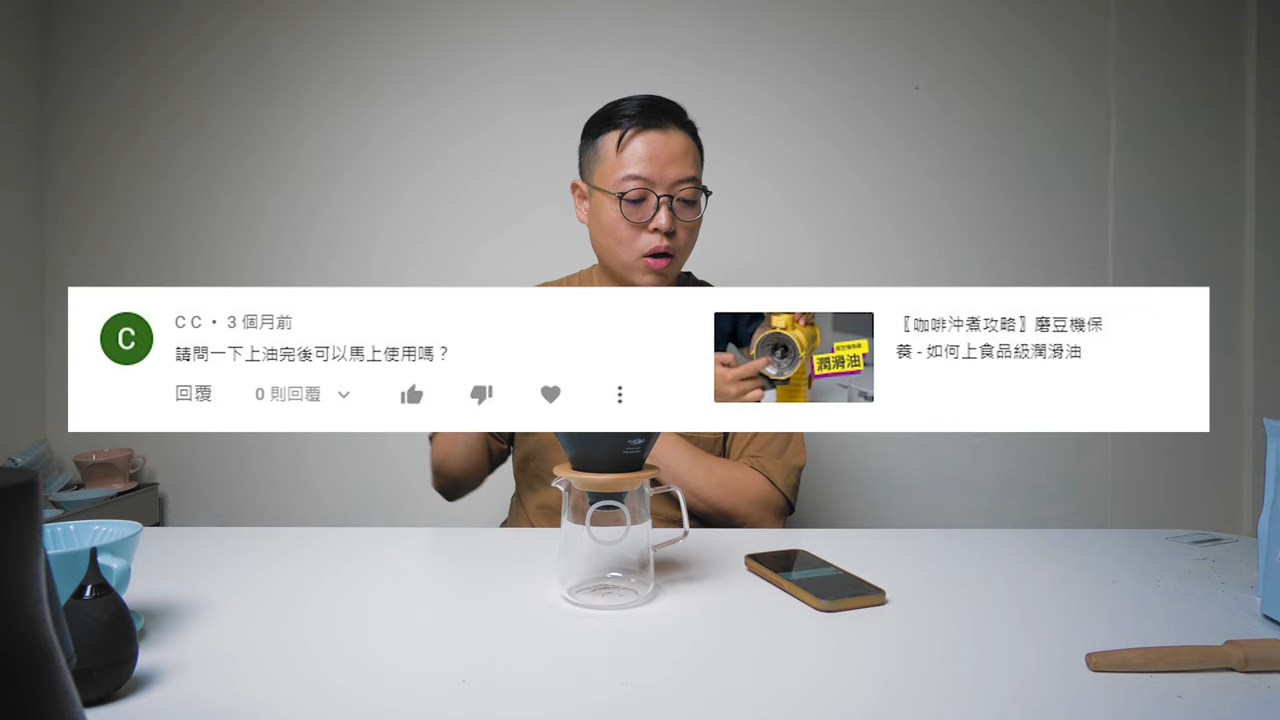 C C • 3 個月前
請問一下上油完後可以馬上使用嗎？
回覆
0 則回覆
C
潤滑油
〖咖啡沖煮攻略〗磨豆機保
養 - 如何上食品級潤滑油